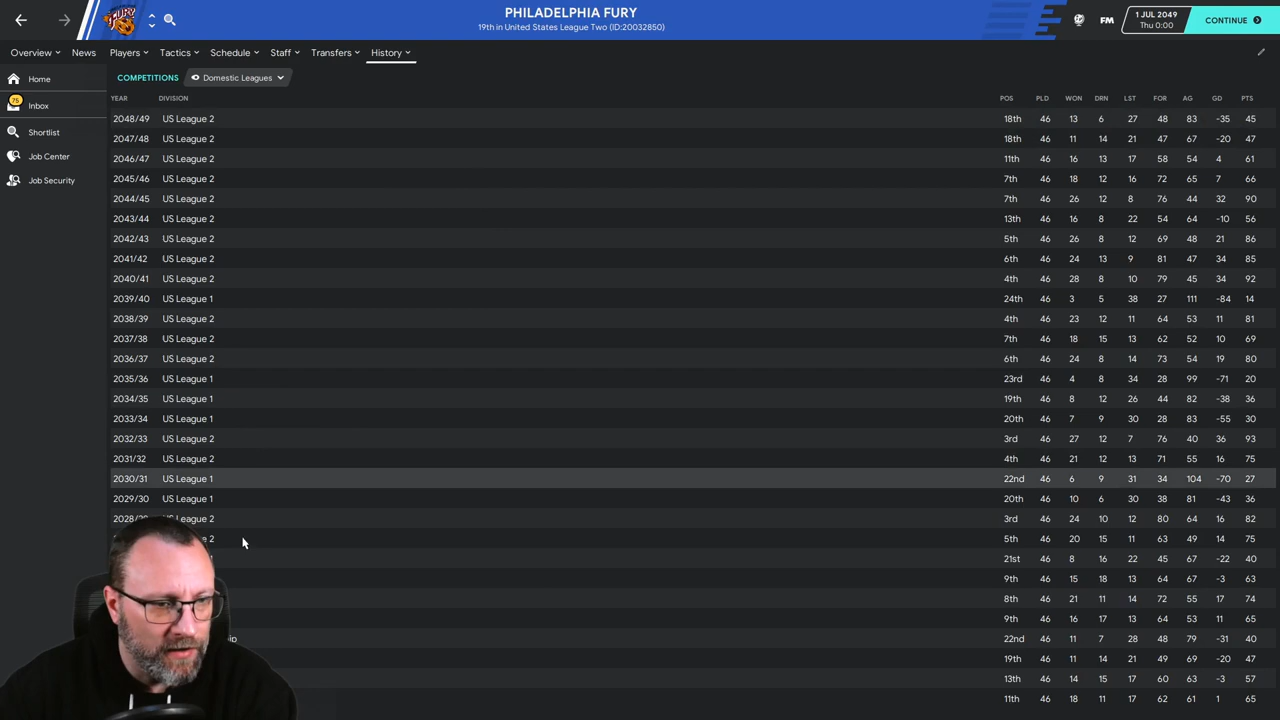 PHILADELPHIA FURY
19th in United States League Two (ID:20032850)
FM
1 JUL 2049
Thu 0:00
CONTINUE
Overview News Players Tactics Schedule Staff Transfers History
Home
75
Inbox
Shortlist
Job Center
Job Security
COMPETITIONS Domestic Leagues
YEAR DIVISION POS PLD WON DRN LST FOR AG GD PTS
2048/49 US League 2 18th 46 13 6 27 48 83 -35 45
2047/48 US League 2 18th 46 11 14 21 47 67 -20 47
2046/47 US League 2 11th 46 16 13 17 58 54 4 61
2045/46 US League 2 7th 46 18 12 16 72 65 7 66
2044/45 US League 2 7th 46 26 12 8 76 44 32 90
2043/44 US League 2 13th 46 16 8 22 54 64 -10 56
2042/43 US League 2 5th 46 26 8 12 69 48 21 86
2041/42 US League 2 6th 46 24 13 9 81 47 34 85
2040/41 US League 2 4th 46 28 8 10 79 45 34 92
2039/40 US League 1 24th 46 3 5 38 27 111 -84 14
2038/39 US League 2 4th 46 23 12 11 64 53 11 81
2037/38 US League 2 7th 46 18 15 13 62 52 10 69
2036/37 US League 2 6th 46 24 8 14 73 54 19 80
2035/36 US League 1 23rd 46 4 8 34 28 99 -71 20
2034/35 US League 1 19th 46 8 12 26 44 82 -38 36
2033/34 US League 1 20th 46 7 9 30 28 83 -55 30
2032/33 US League 2 3rd 46 27 12 7 76 40 36 93
2031/32 US League 2 4th 46 21 12 13 71 55 16 75
2030/31 US League 1 22nd 46 6 9 31 34 104 -70 27
2029/30 US League 1 20th 46 10 6 30 38 81 -43 36
League 2 3rd 46 24 10 12 80 64 16 82
2 5th 46 20 15 11 63 49 14 75
21st 46 8 16 22 45 67 -22 40
9th 46 15 18 13 64 67 -3 63
8th 46 21 11 14 72 55 17 74
9th 46 16 17 13 64 53 11 65
22nd 46 11 7 28 48 79 -31 40
19th 46 11 14 21 49 69 -20 47
13th 46 14 15 17 60 63 -3 57
11th 46 18 11 17 62 61 1 65